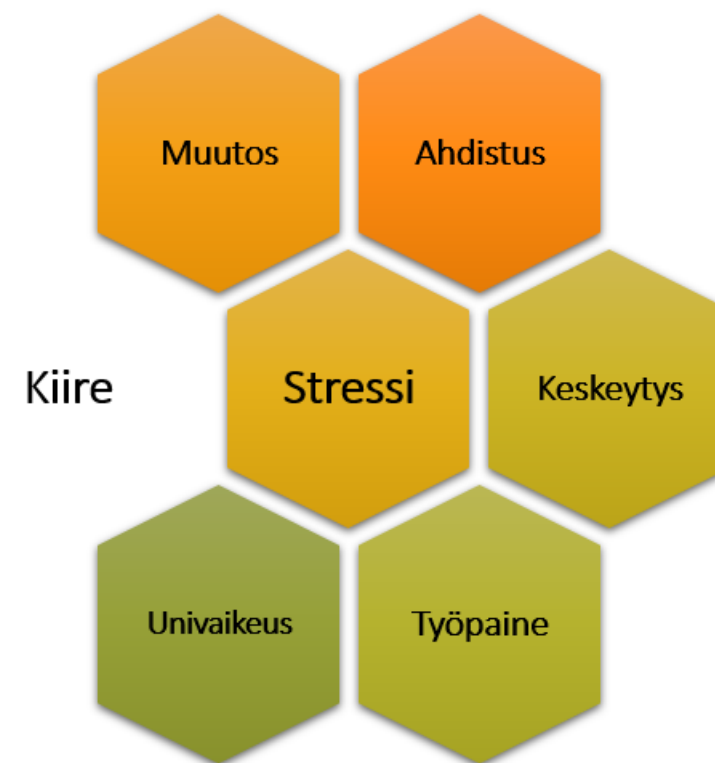 Muutos
Ahdistus
Kiire
Stressi
Keskeytys
Univaikeus
Työpaine